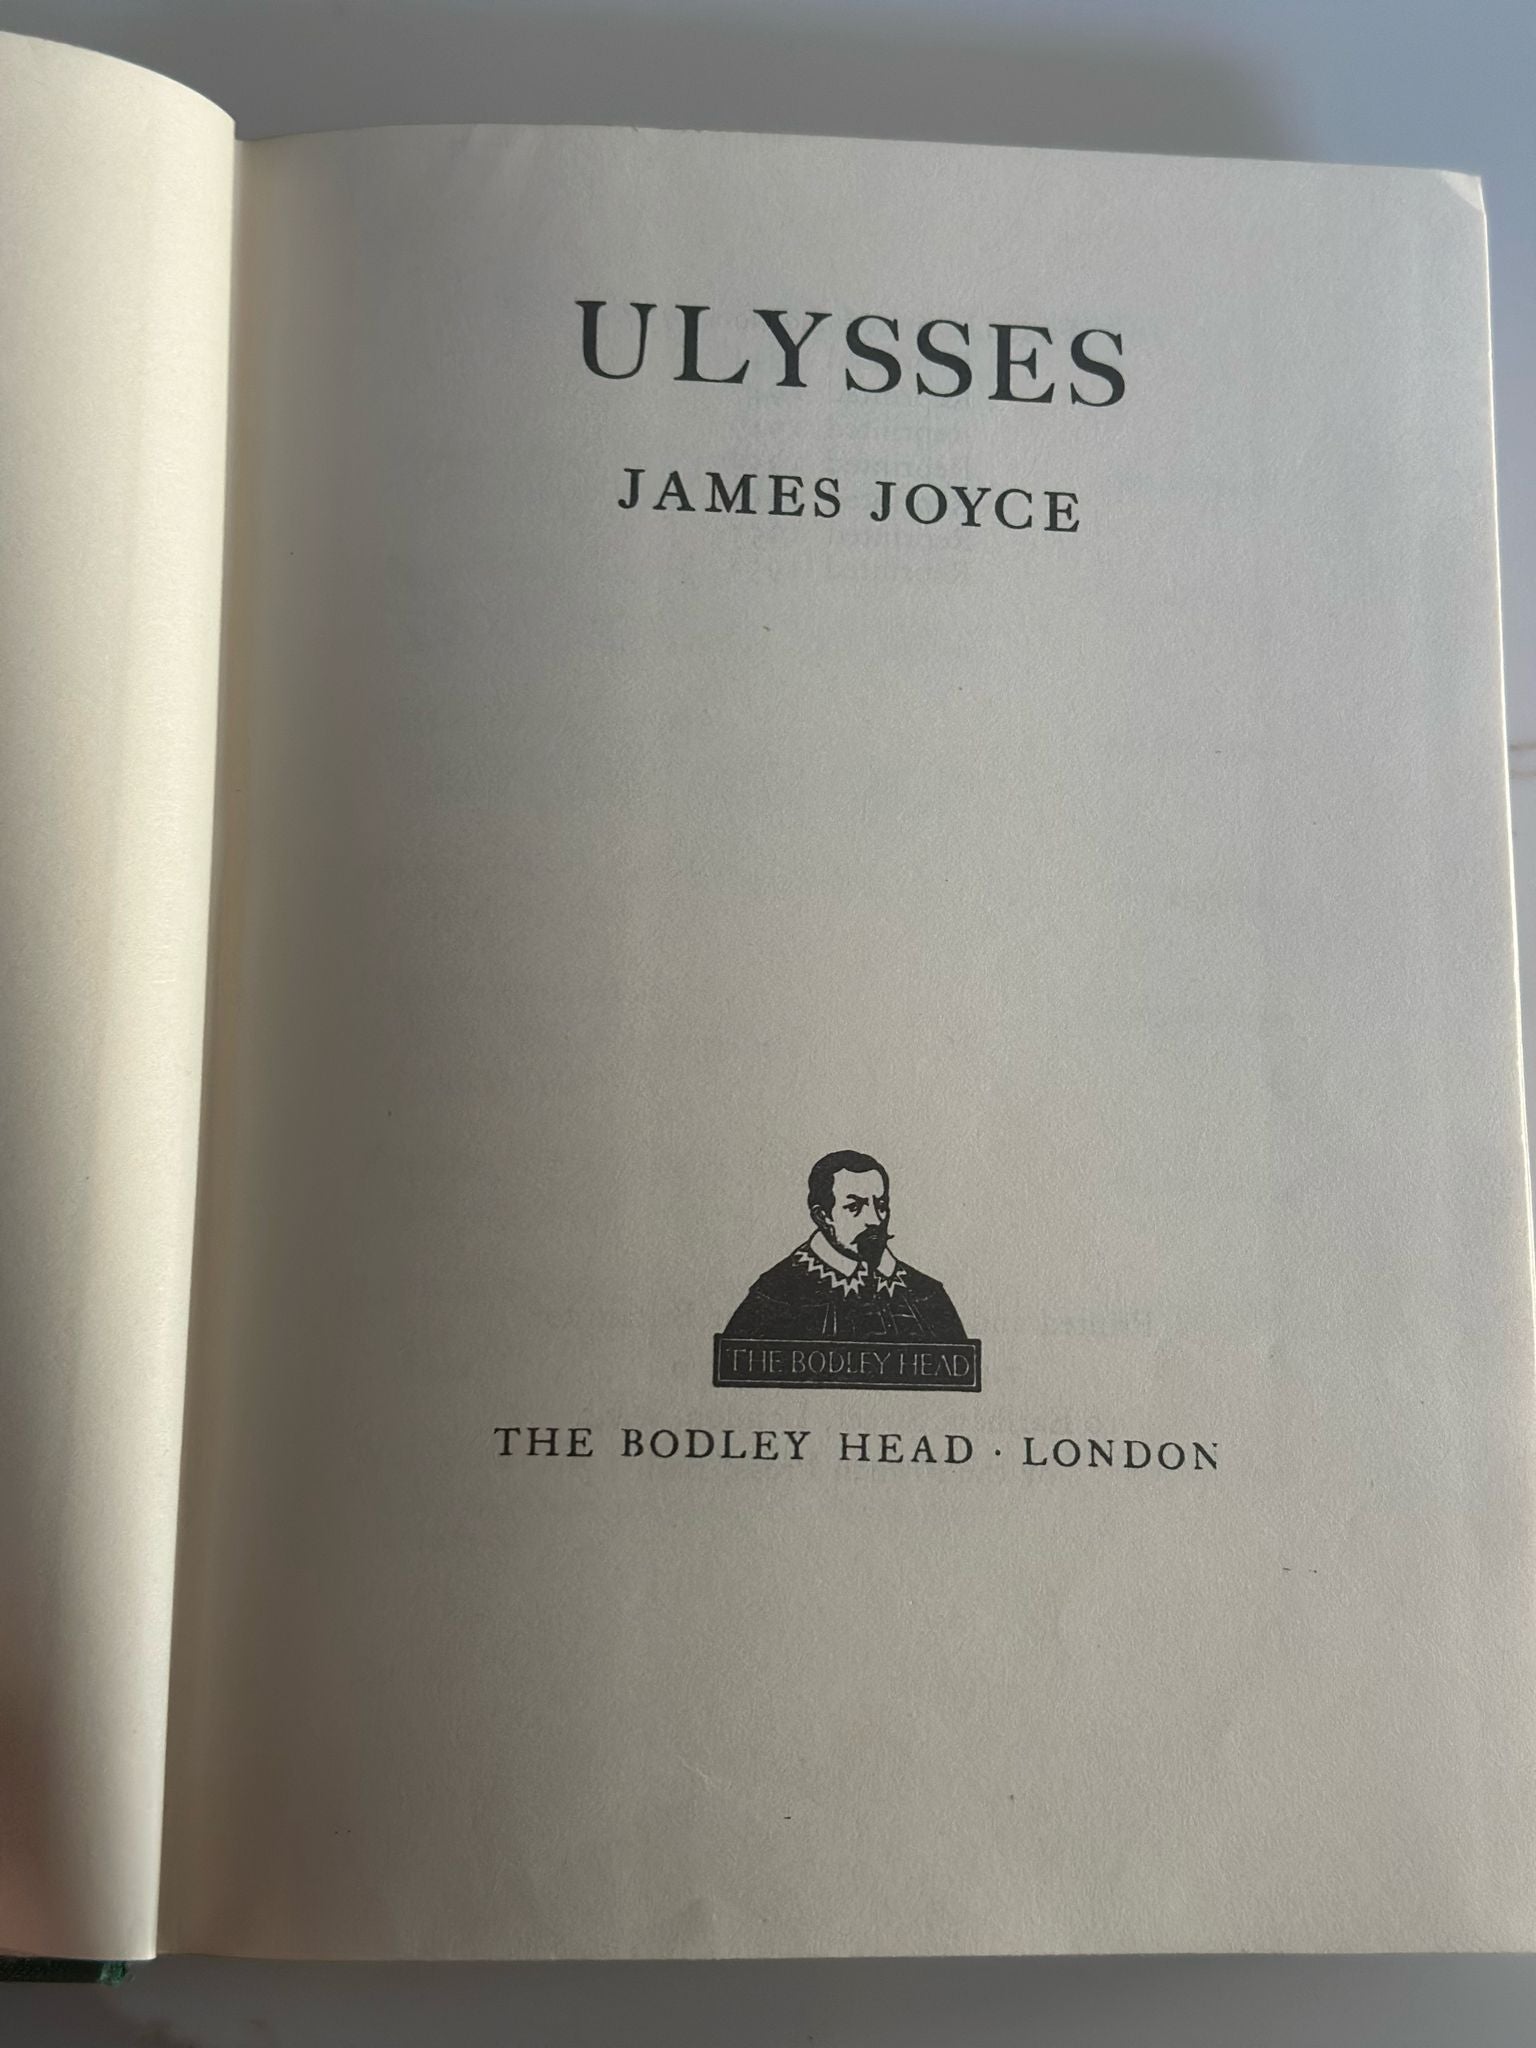 ULYSSES
JAMES JOYCE
THE BODLEY HEAD
THE BODLEY HEAD · LONDON